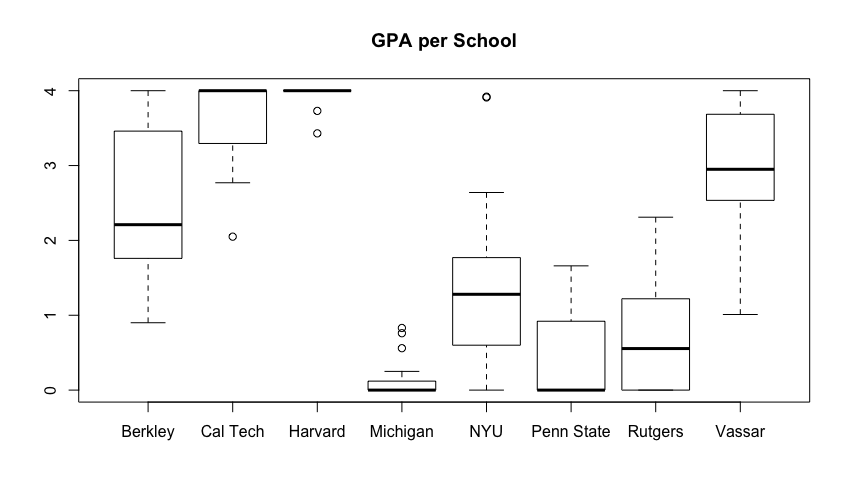 GPA per School
4
3
2
1
0
Berkley Cal Tech Harvard Michigan NYU Penn State Rutgers Vassar